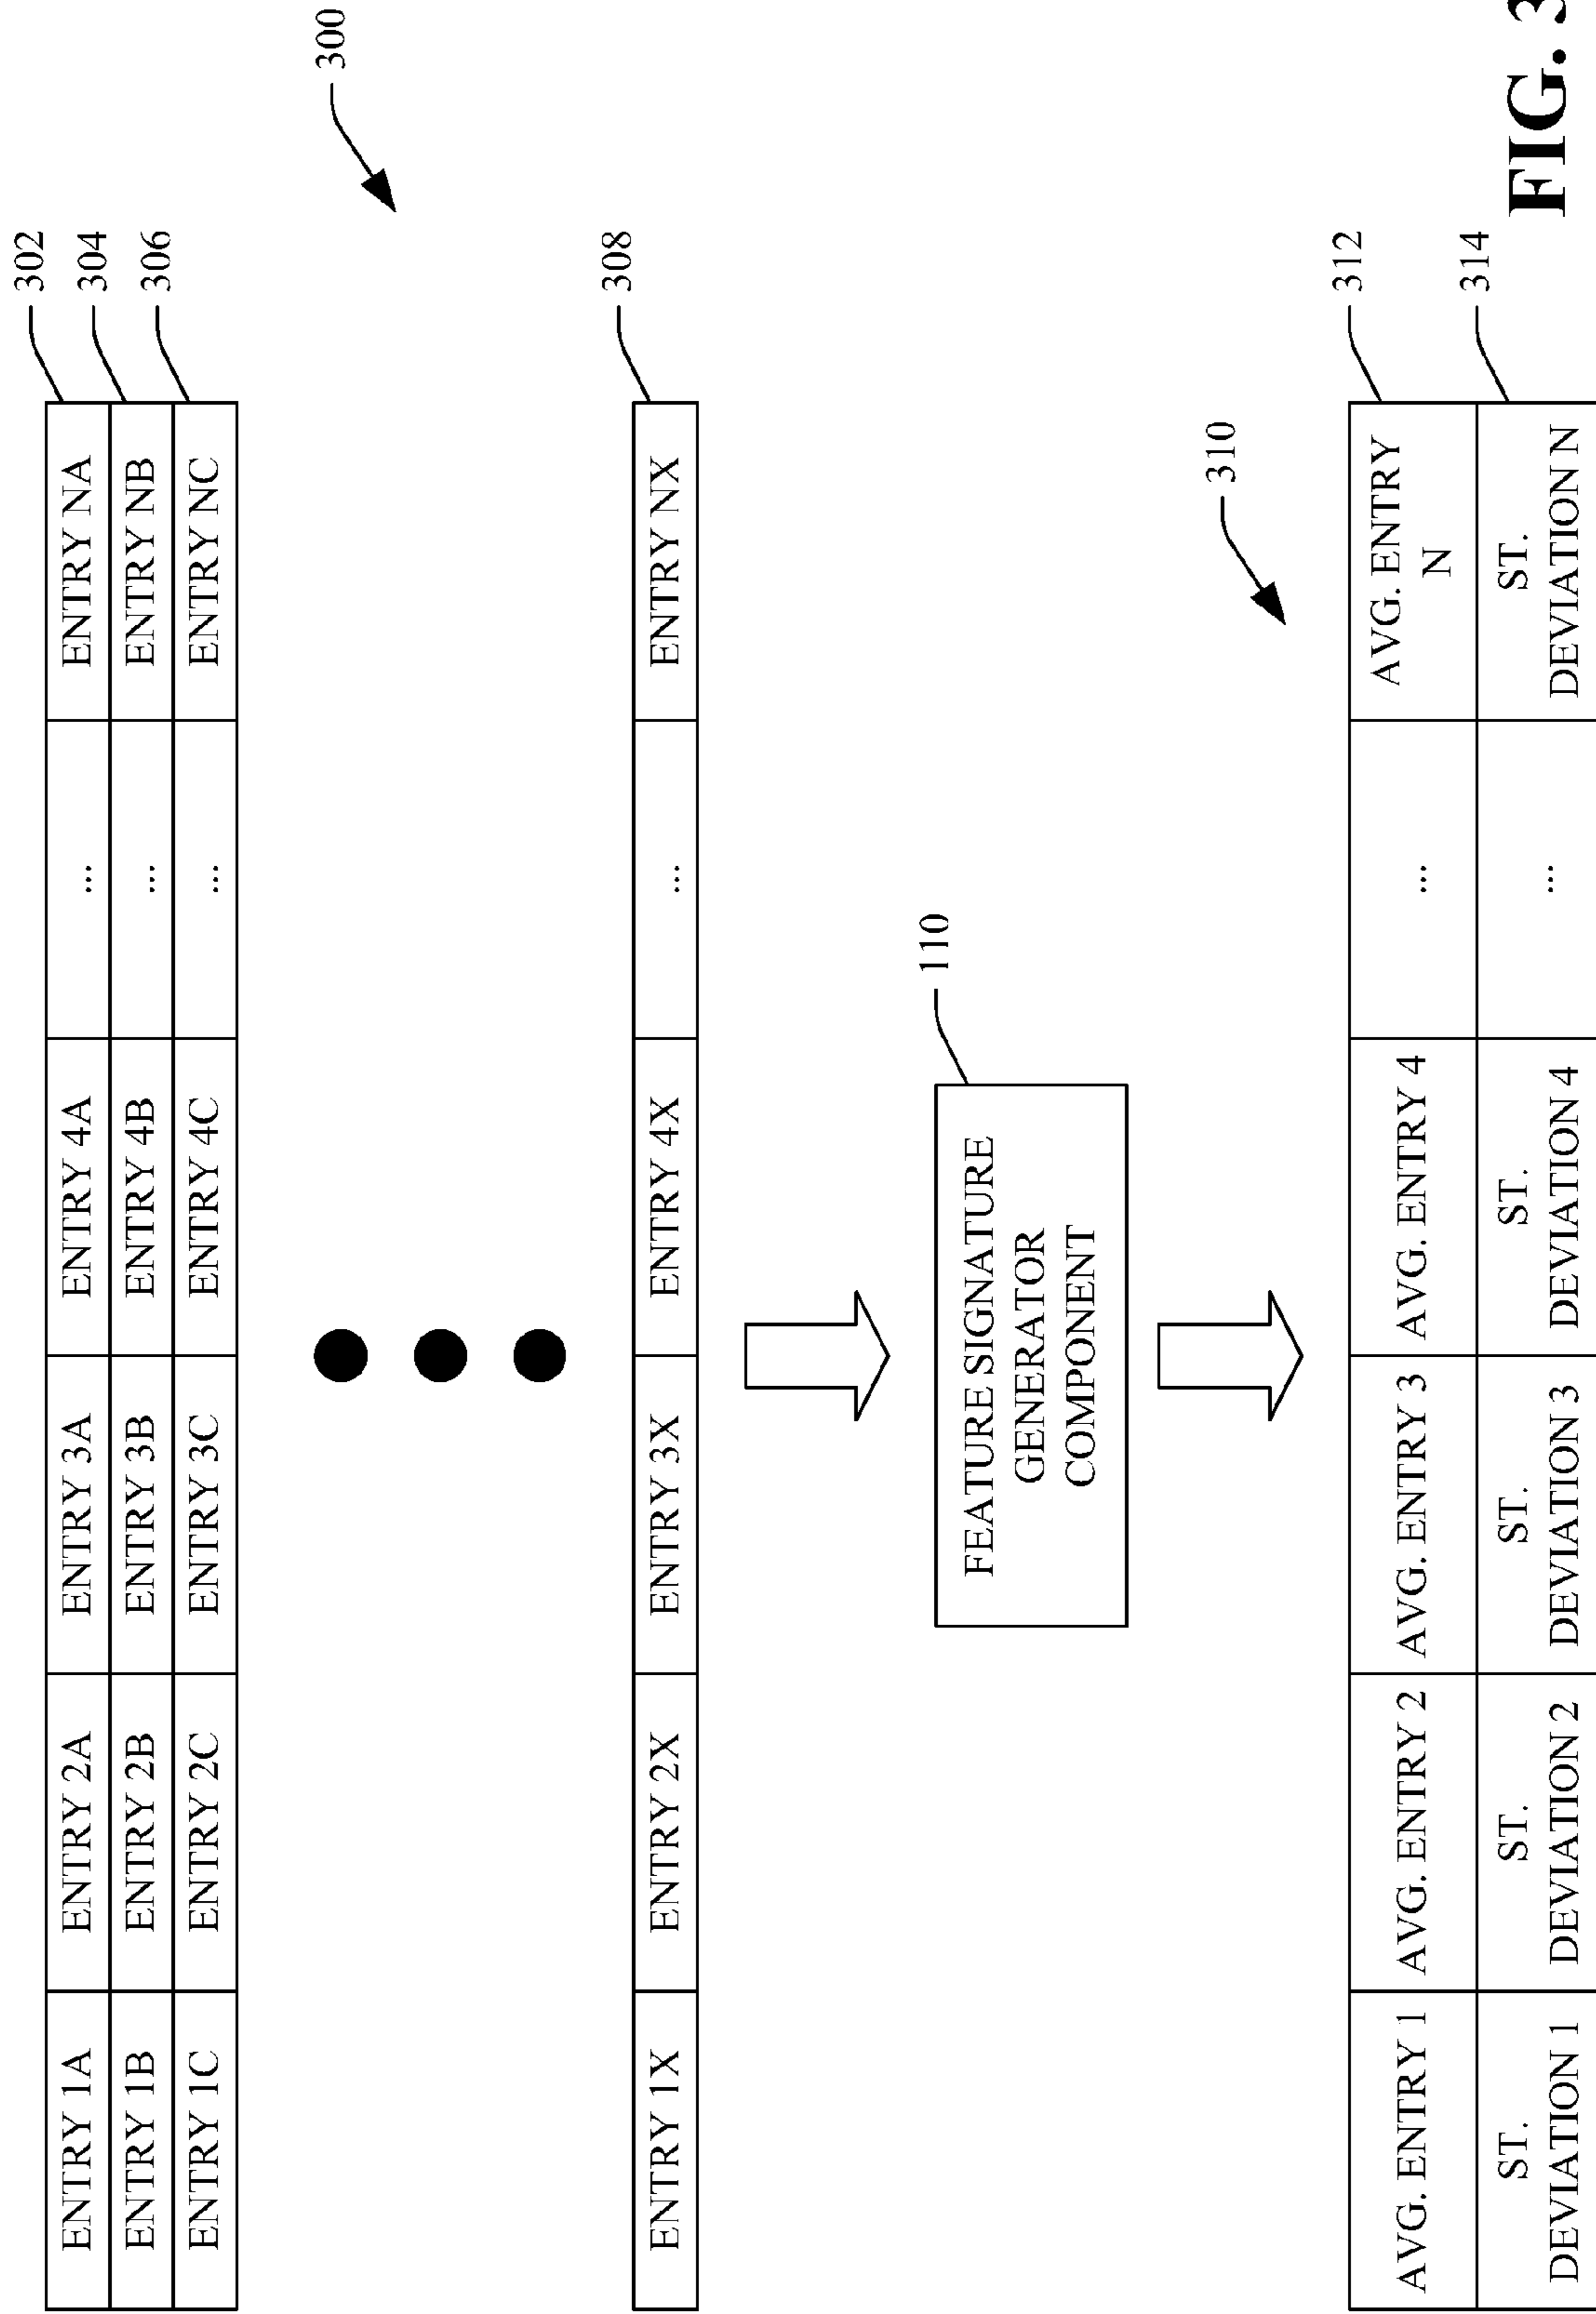 ENTRY 1A ENTRY 2A ENTRY 3A ENTRY 4A ... ENTRY NA 302
ENTRY 1B ENTRY 2B ENTRY 3B ENTRY 4B ... ENTRY NB 304
ENTRY 1C ENTRY 2C ENTRY 3C ENTRY 4C ... ENTRY NC 306
300
ENTRY 1X ENTRY 2X ENTRY 3X ENTRY 4X ... ENTRY NX 308
110
FEATURE SIGNATURE
GENERATOR
COMPONENT
310
AVG. ENTRY 1 AVG. ENTRY 2 AVG. ENTRY 3 AVG. ENTRY 4 ... AVG. ENTRY
N
312
ST. ST. ST. ST. ... ST.
DEVIATION 1 DEVIATION 2 DEVIATION 3 DEVIATION 4 DEVIATION N
314
FIG. 3